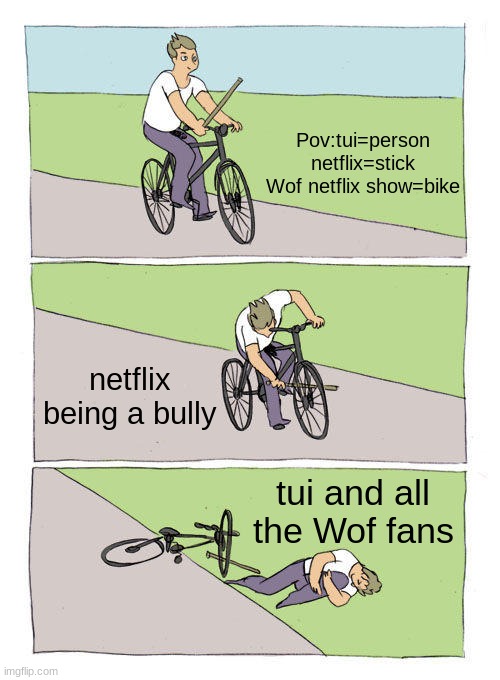 Pov:tui=person
netflix=stick
Wof netflix show=bike
netflix
being a bully
tui and all
the Wof fans
imgflip.com